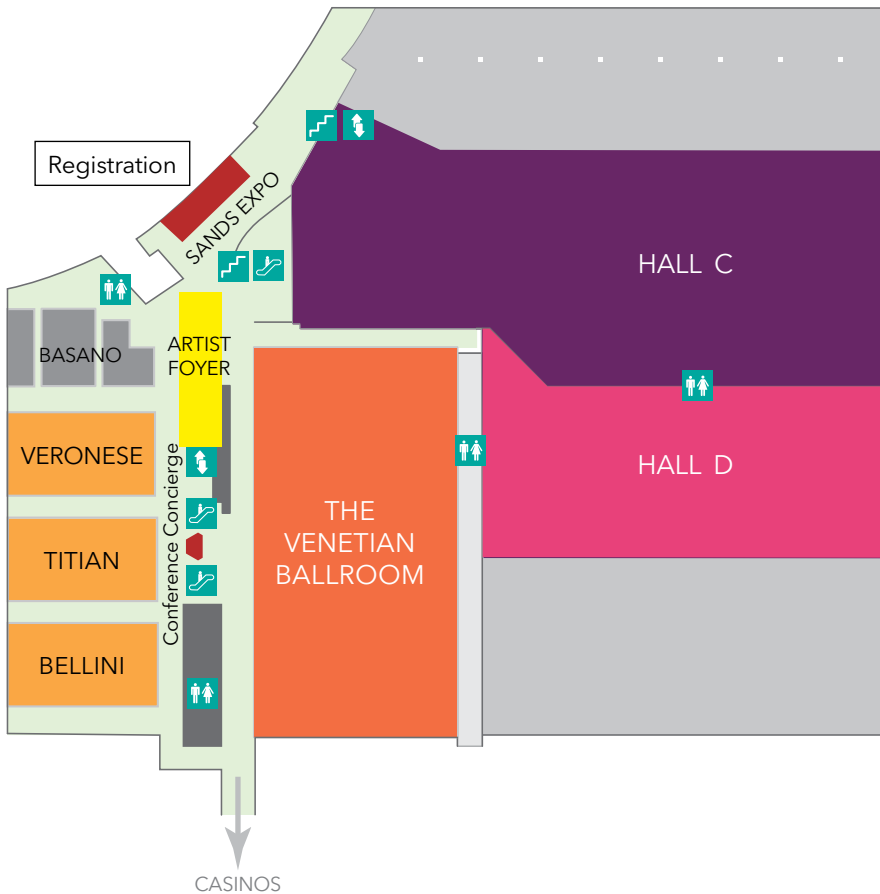 Registration
SANDS EXPO
HALL C
BASANO
ARTIST
FOYER
VERONESE
HALL D
Conference Concierge
THE
VENETIAN
BALLROOM
TITIAN
BELLINI
CASINOS